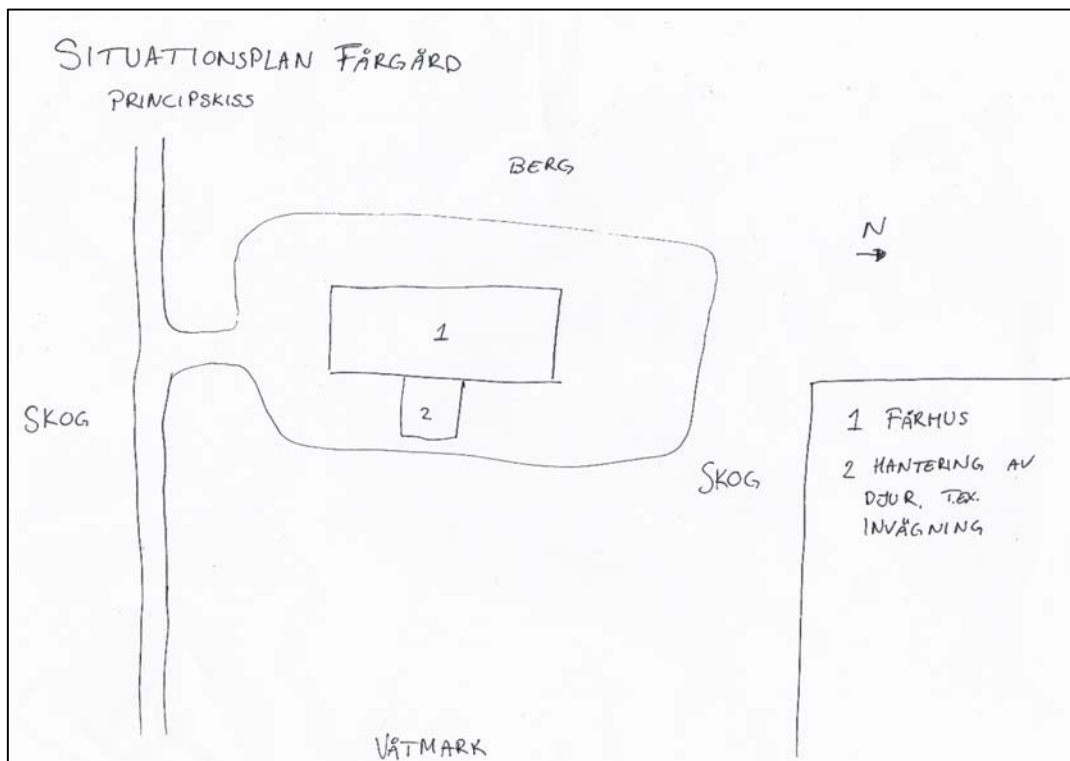 SITUATIONSPLAN FÅRGÅRD
PRINCIPSKISS
BERG
N
1
2
SKOG
SKOG
1 FÅRHUS
2 HANTERING AV
DJUR, T.EX.
INVÄGNING
VÅTMARK